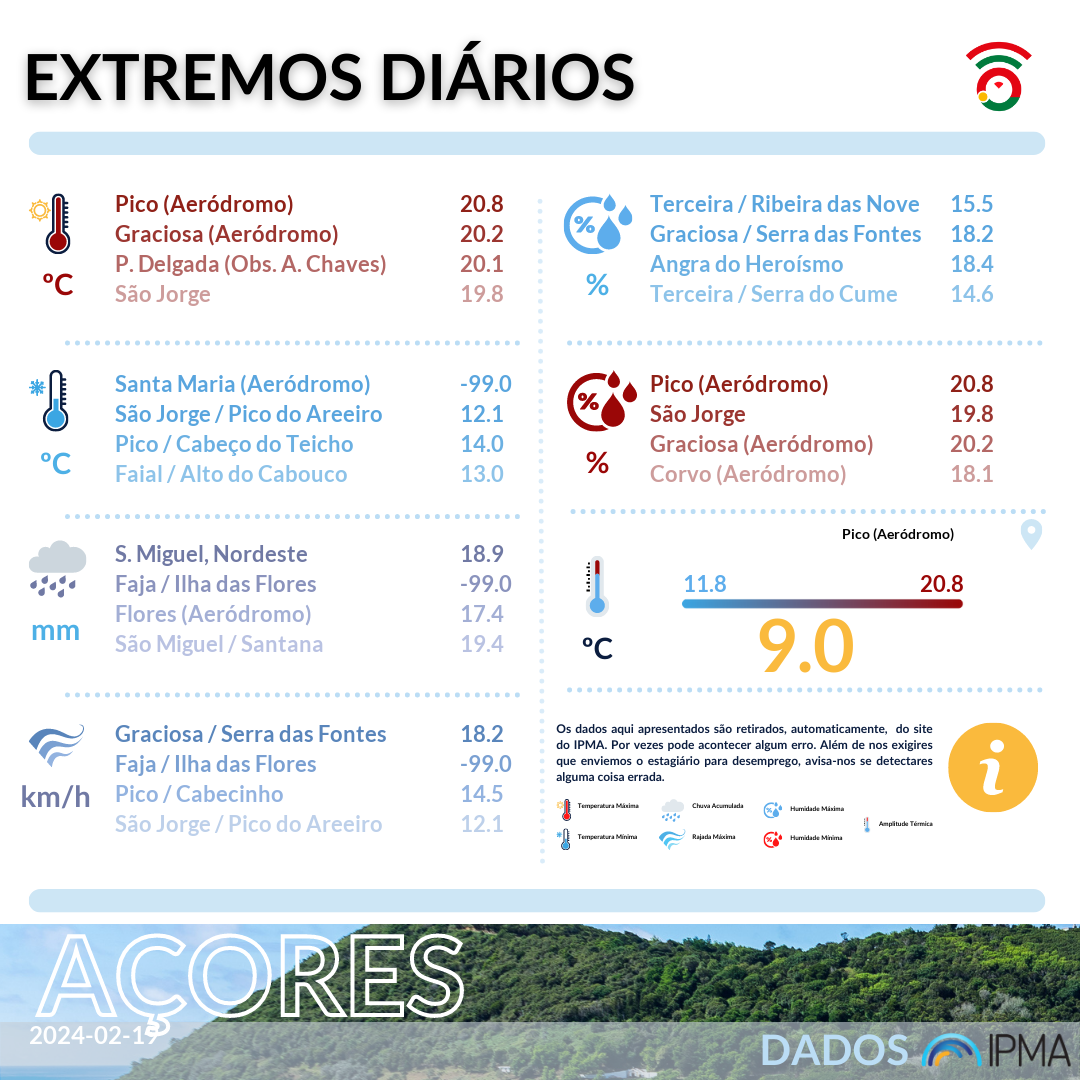 EXTREMOS DIÁRIOS
Pico (Aeródromo) 20.8
Graciosa (Aeródromo) 20.2
P. Delgada (Obs. A. Chaves) 20.1
São Jorge 19.8
ºC
Santa Maria (Aeródromo) -99.0
São Jorge / Pico do Areeiro 12.1
Pico / Cabeço do Teicho 14.0
Faial / Alto do Cabouco 13.0
ºC
S. Miguel, Nordeste 18.9
Faja / Ilha das Flores -99.0
Flores (Aeródromo) 17.4
São Miguel / Santana 19.4
mm
Graciosa / Serra das Fontes 18.2
Faja / Ilha das Flores -99.0
Pico / Cabecinho 14.5
São Jorge / Pico do Areeiro 12.1
km/h
%
Terceira / Ribeira das Nove 15.5
Graciosa / Serra das Fontes 18.2
Angra do Heroísmo 18.4
Terceira / Serra do Cume 14.6
%
%
Pico (Aeródromo) 20.8
São Jorge 19.8
Graciosa (Aeródromo) 20.2
Corvo (Aeródromo) 18.1
%
Pico (Aeródromo)
11.8 20.8
9.0
ºC
Os dados aqui apresentados são retirados, automaticamente, do site
do IPMA. Por vezes pode acontecer algum erro. Além de nos exigires
que enviemos o estagiário para desemprego, avisa-nos se detectares
alguma coisa errada.
i
Temperatura Máxima
Chuva Acumulada
Humidade Máxima
Amplitude Térmica
Temperatura Mínima
Rajada Máxima
Humidade Mínima
AÇORES
2024-02-19
DADOS IPMA